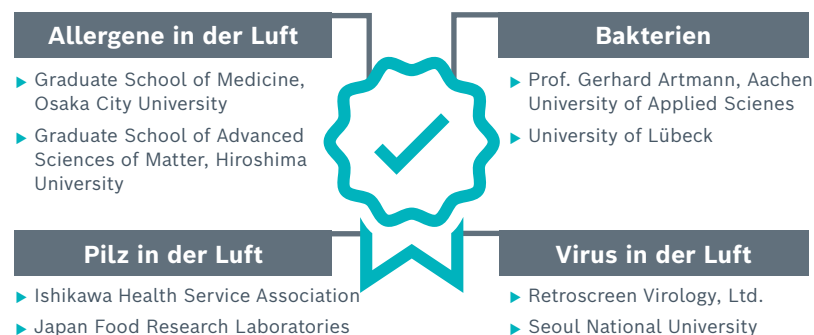 Allergene in der Luft
Graduate School of Medicine,
Osaka City University
Graduate School of Advanced
Sciences of Matter, Hiroshima
University
Bakterien
Prof. Gerhard Artmann, Aachen
University of Applied Scienes
University of Lübeck
Pilz in der Luft
Ishikawa Health Service Association
Japan Food Research Laboratories
Virus in der Luft
Retroscreen Virology, Ltd.
Seoul National University